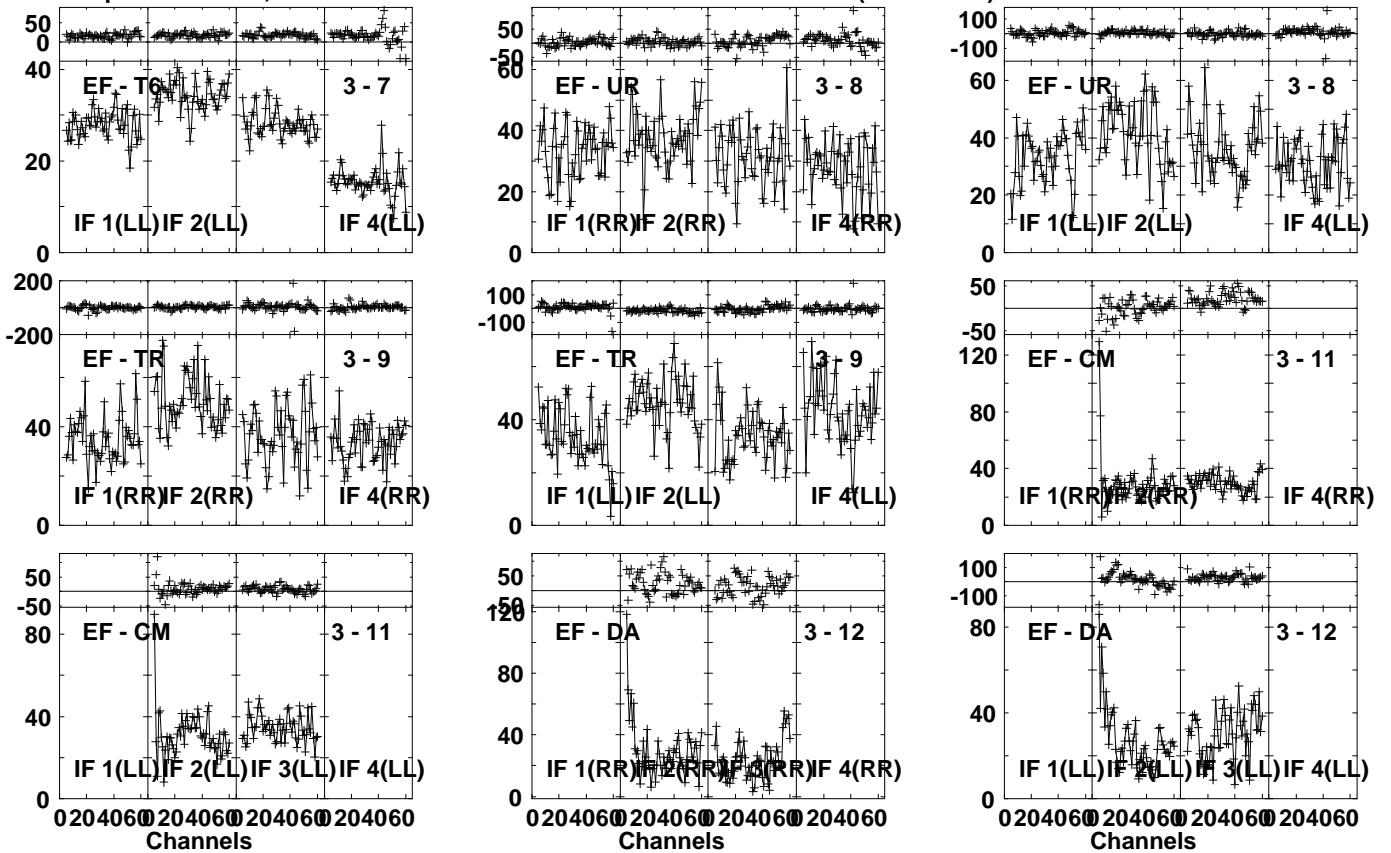 50
0
40
20
0
EF - T6
3 - 7
IF 1(LL) IF 2(LL) IF 4(LL)
50
-50
60
40
20
0
EF - UR
3 - 8
IF 1(RR) IF 2(RR) IF 4(RR)
100
-100
60
40
20
0
EF - UR
3 - 8
IF 1(LL) IF 2(LL) IF 4(LL)
200
-200
40
0
EF - TR
3 - 9
IF 1(RR) IF 2(RR) IF 4(RR)
100
-100
40
0
EF - TR
3 - 9
IF 1(LL) IF 2(LL) IF 4(LL)
50
-50
120
80
40
0
EF - CM
3 - 11
IF 1(RR) IF 2(RR) IF 4(RR)
50
-50
80
40
0
EF - CM
3 - 11
IF 1(LL) IF 2(LL) IF 3(LL) IF 4(LL)
0 20 40 60 0 20 40 60 0 20 40 60 0 20 40 60
Channels
50
-50
120
80
40
0
EF - DA
3 - 12
IF 1(RR) IF 2(RR) IF 3(RR) IF 4(RR)
0 20 40 60 0 20 40 60 0 20 40 60 0 20 40 60
Channels
100
-100
80
40
0
EF - DA
3 - 12
IF 1(LL) IF 2(LL) IF 3(LL) IF 4(LL)
0 20 40 60 0 20 40 60 0 20 40 60 0 20 40 60
Channels